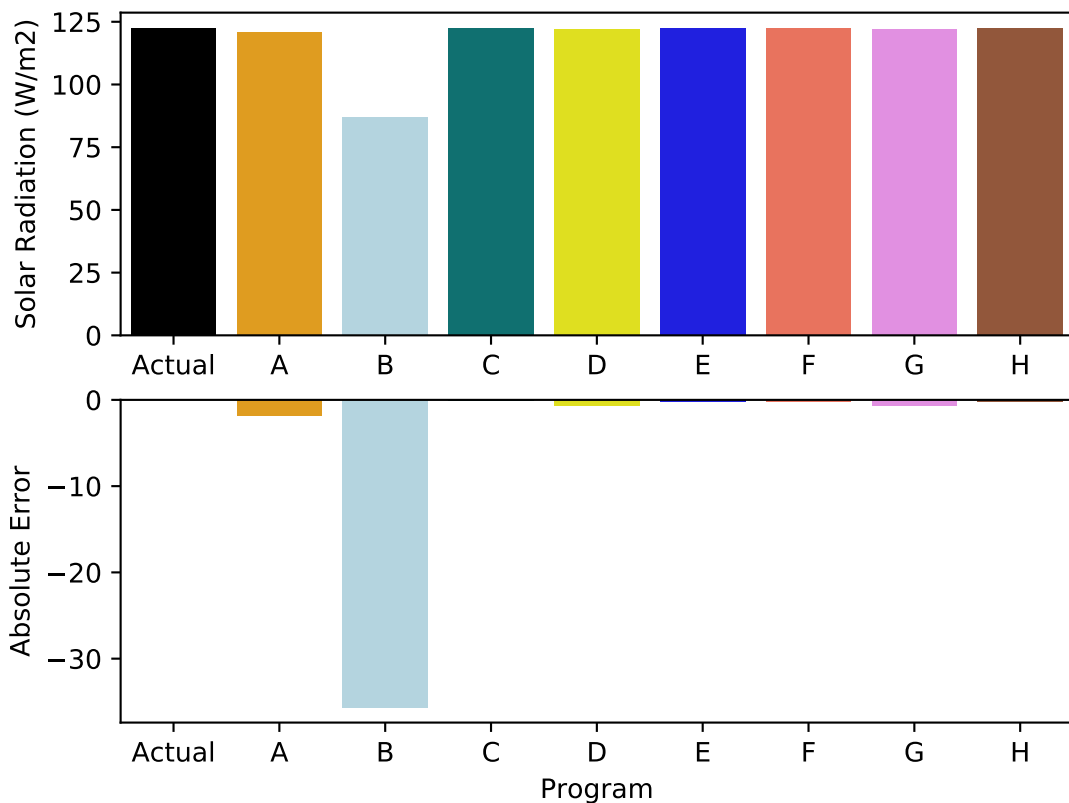 Solar Radiation (W/m2)
125
100
75
50
25
0
Actual A B C D E F G H
Absolute Error
0
−10
−20
−30
Actual A B C D E F G H
Program